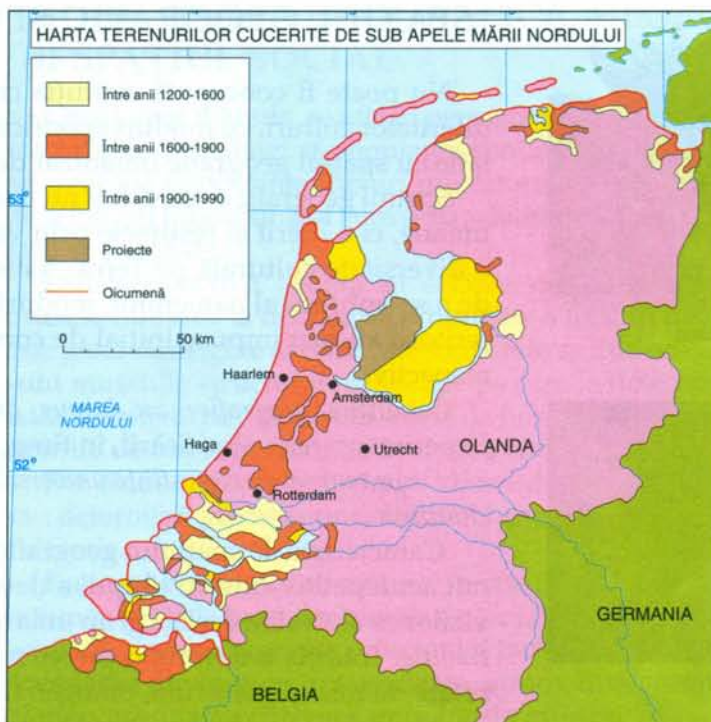 HARTA TERENURILOR CUCERITE DE SUB APELE MĂRII NORDULUI
Între anii 1200-1600
Între anii 1600-1900
Între anii 1900-1990
Proiecte
Oicumenă
0 50 km
53°
Haarlem
Amsterdam
MAREA
NORDULUI
Haga
Utrecht
OLANDA
52°
Rotterdam
GERMANIA
BELGIA